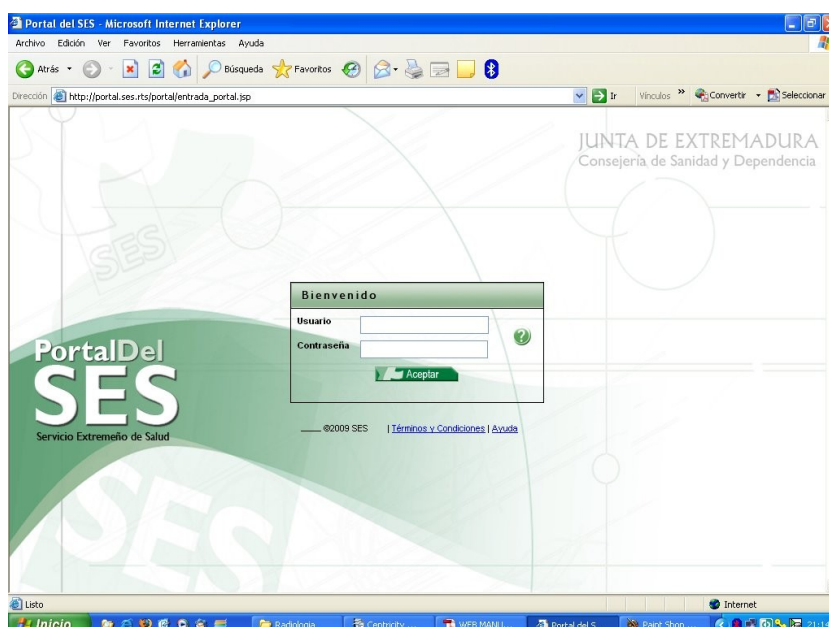 Portal del SES - Microsoft Internet Explorer
Archivo Edición Ver Favoritos Herramientas Ayuda
Atrás Búsqueda Favoritos
Dirección http://portal.ses.rts/portal/entrada_portal.jsp Ir Vínculos » Convertir Seleccionar
JUNTA DE EXTREMADURA
Consejería de Sanidad y Dependencia
SES
Bienvenido
Usuario
Contraseña
Aceptar
PortalDel
SES
Servicio Extremeño de Salud
©2009 SES | Términos y Condiciones | Ayuda
SES
Listo Internet
Inicio Radiologia Centricity ... WEB MANU... Portal del S... Paint Shop ...